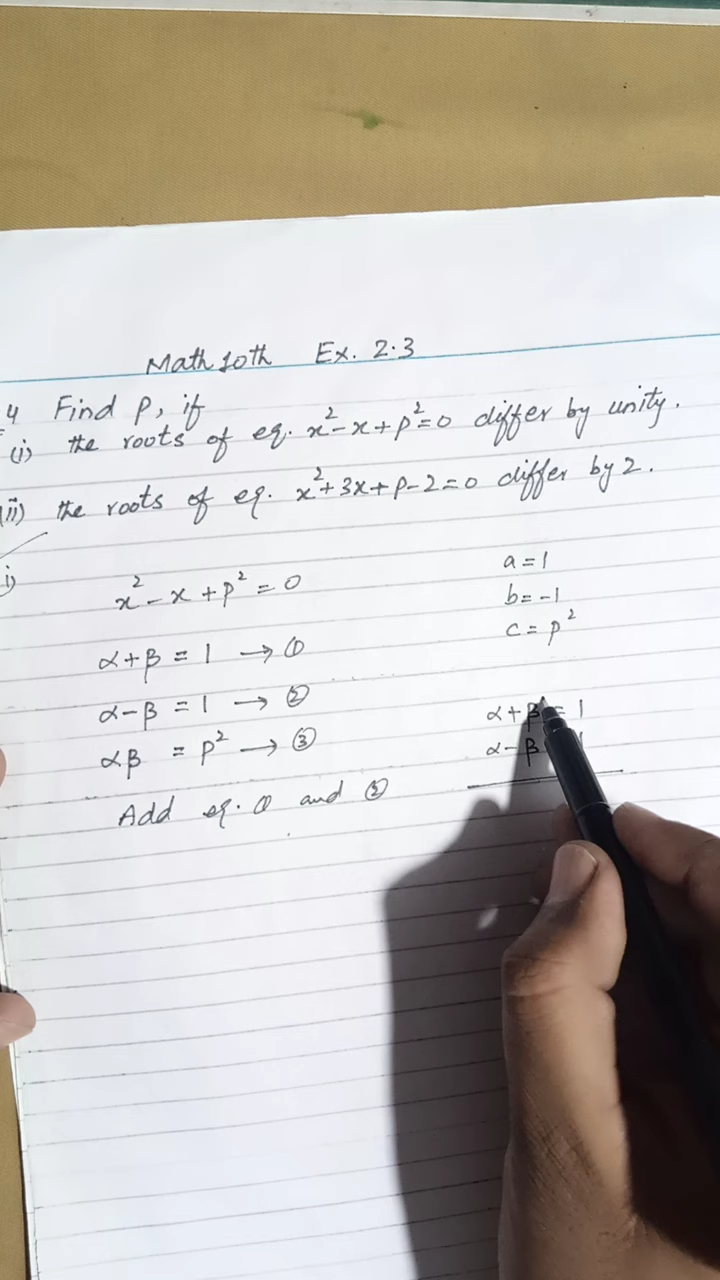 Math 10th Ex. 2.3
4 Find P, if
(i) the roots of eq. x²-x+p²=0 differ by unity.
(ii) the roots of eq. x²+3x+p-2=0 differ by 2.
i)
x²-x+p²=0
a=1
b=-1
c=p²
α+β=1 → ①
α-β=1 → ②
αβ=p² → ③
Add eq. ① and ②
α+β=1
α-β